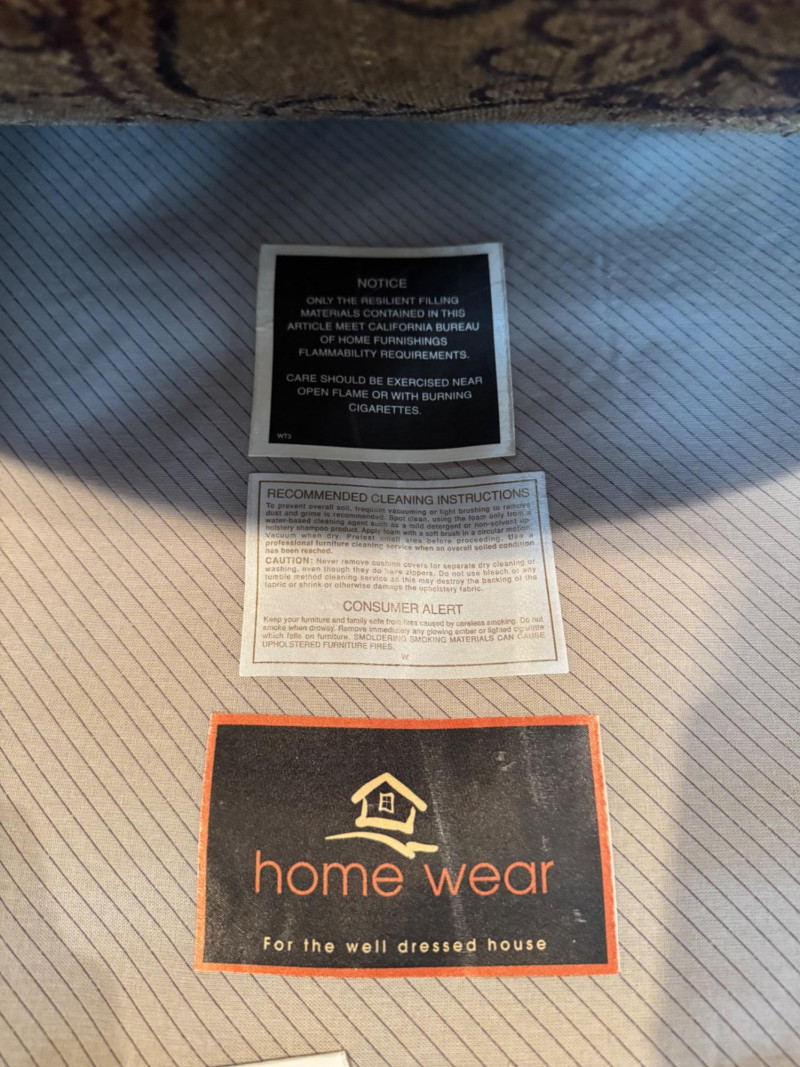 NOTICE
ONLY THE RESILIENT FILLING
MATERIALS CONTAINED IN THIS
ARTICLE MEET CALIFORNIA BUREAU
OF HOME FURNISHINGS
FLAMMABILITY REQUIREMENTS.
CARE SHOULD BE EXERCISED NEAR
OPEN FLAME OR WITH BURNING
CIGARETTES.
WT3
RECOMMENDED CLEANING INSTRUCTIONS
To prevent overall soil, frequent vacuuming or light brushing to remove
dust and grime is recommended. Spot clean, using the foam only from a
water-based cleaning agent such as a mild detergent or non-solvent up-
holstery shampoo product. Apply foam with a soft brush in a circular motion.
Vacuum when dry. Pretest small area before proceeding. Use a
professional furniture cleaning service when an overall soiled condition
has been reached.
CAUTION: Never remove cushion covers for separate dry cleaning or
washing, even though they do have zippers. Do not use bleach or any
tumble method cleaning service as this may destroy the backing of the
fabric or shrink or otherwise damage the upholstery fabric.
CONSUMER ALERT
Keep your furniture and family safe from fires caused by careless smoking. Do not
smoke when drowsy. Remove immediately any glowing ember or lighted cigarette
which falls on furniture. SMOLDERING SMOKING MATERIALS CAN CAUSE
UPHOLSTERED FURNITURE FIRES.
W
home wear
For the well dressed house